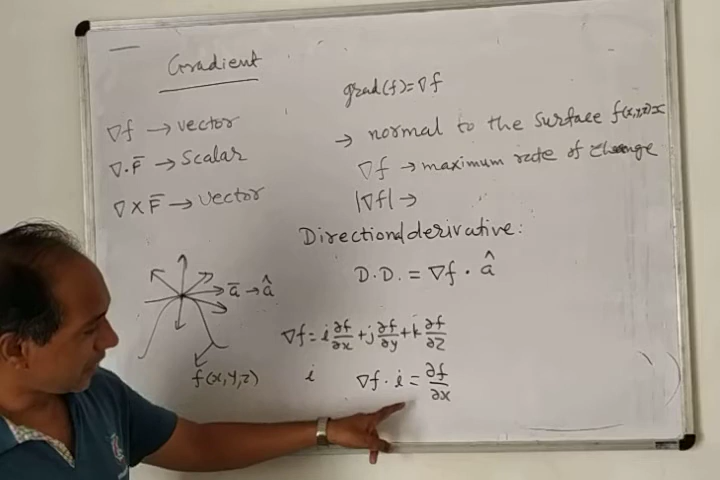 Gradient
∇f → vector
∇.F̅ → Scalar
∇×F̅ → Vector
a̅ → â
f(x,y,z)
grad(f)=∇f
→ normal to the surface f(x,y,z)
∇f → maximum rate of change
|∇f| →
Directional derivative:
D.D. = ∇f · â
∇f = i ∂f/∂x + j ∂f/∂y + k ∂f/∂z
i ∇f · i = ∂f/∂x